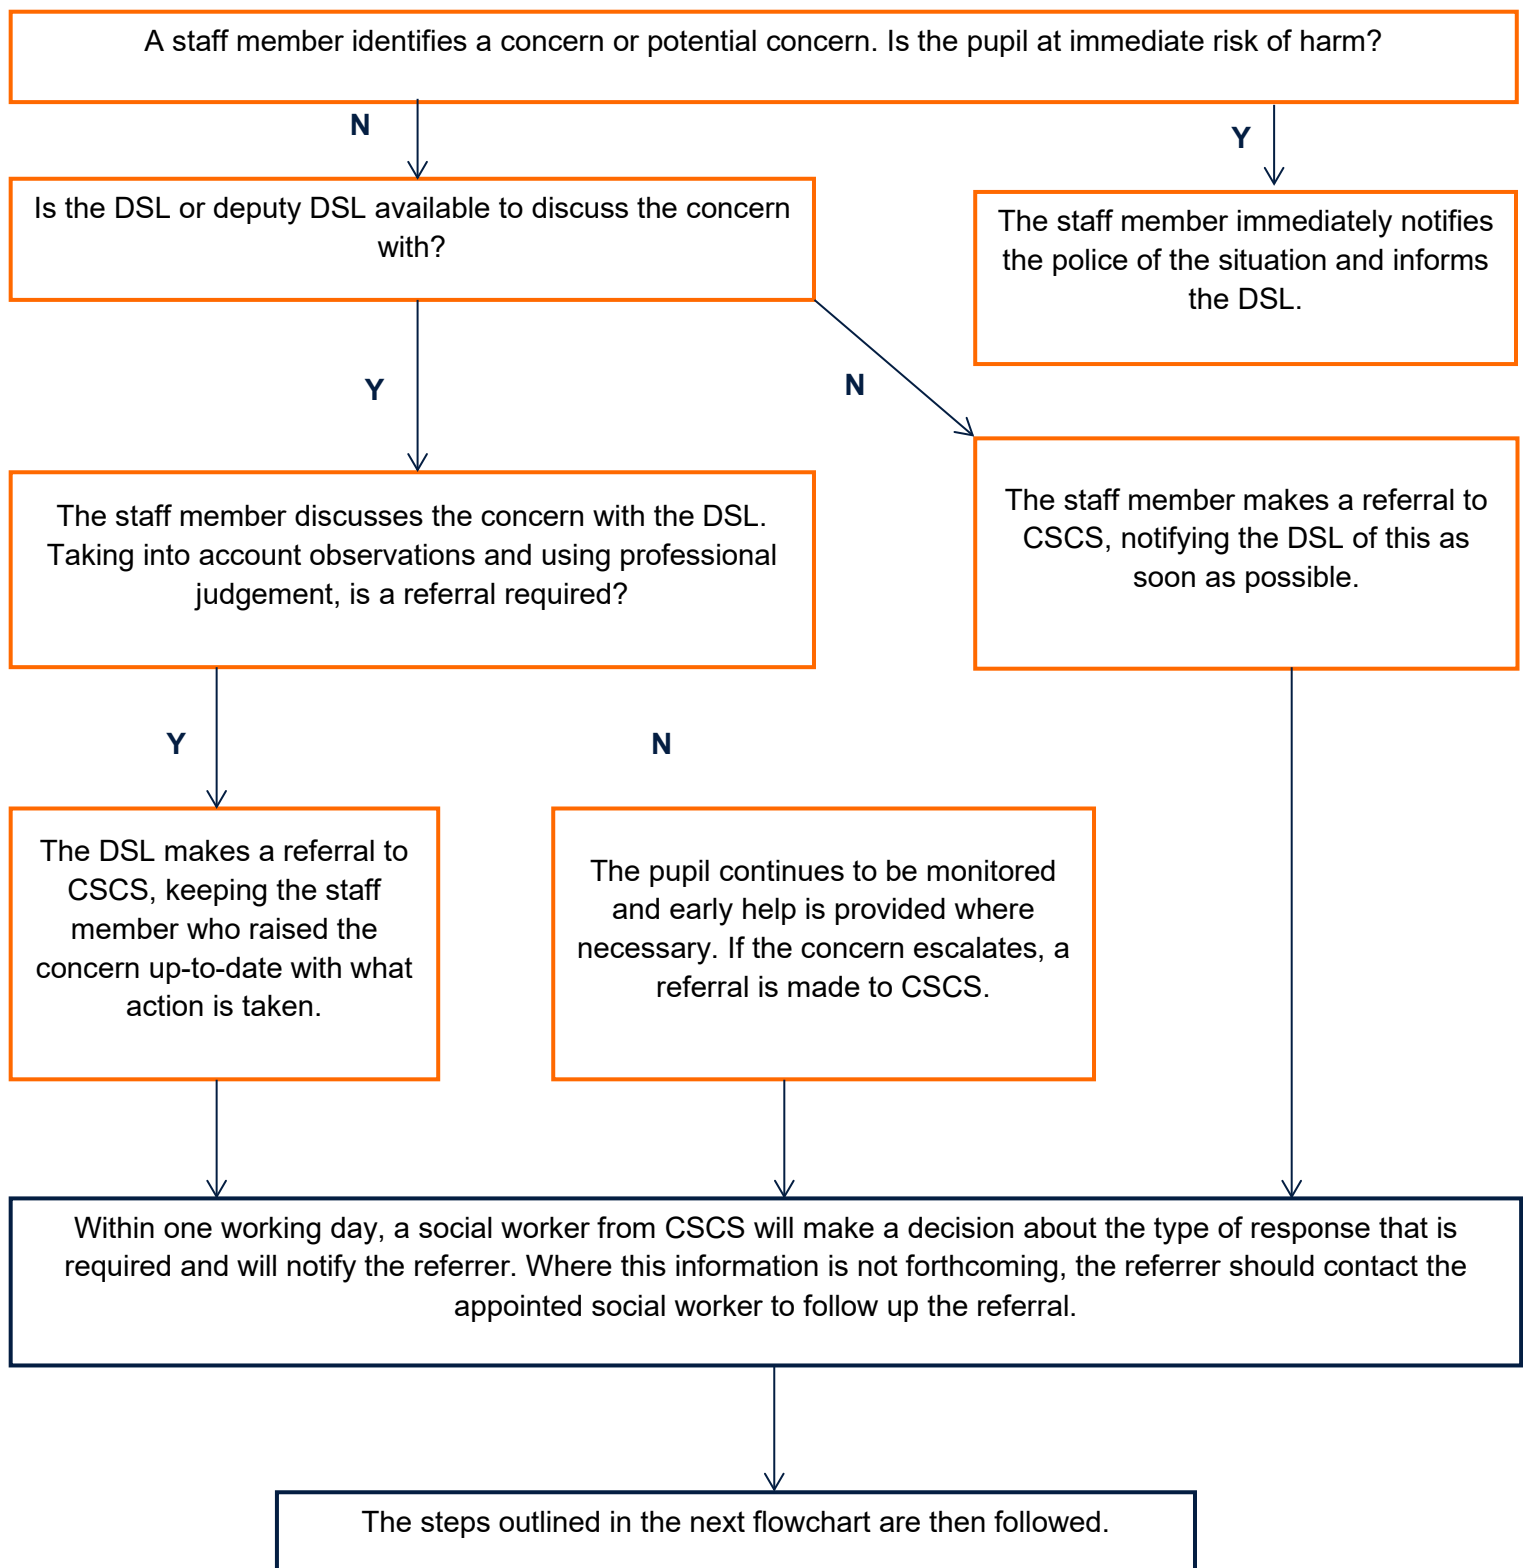 A staff member identifies a concern or potential concern. Is the pupil at immediate risk of harm?
N
Y
Is the DSL or deputy DSL available to discuss the concern
with?
The staff member immediately notifies
the police of the situation and informs
the DSL.
Y
N
The staff member discusses the concern with the DSL.
Taking into account observations and using professional
judgement, is a referral required?
The staff member makes a referral to
CSCS, notifying the DSL of this as
soon as possible.
Y
N
The DSL makes a referral to
CSCS, keeping the staff
member who raised the
concern up-to-date with what
action is taken.
The pupil continues to be monitored
and early help is provided where
necessary. If the concern escalates, a
referral is made to CSCS.
Within one working day, a social worker from CSCS will make a decision about the type of response that is
required and will notify the referrer. Where this information is not forthcoming, the referrer should contact the
appointed social worker to follow up the referral.
The steps outlined in the next flowchart are then followed.